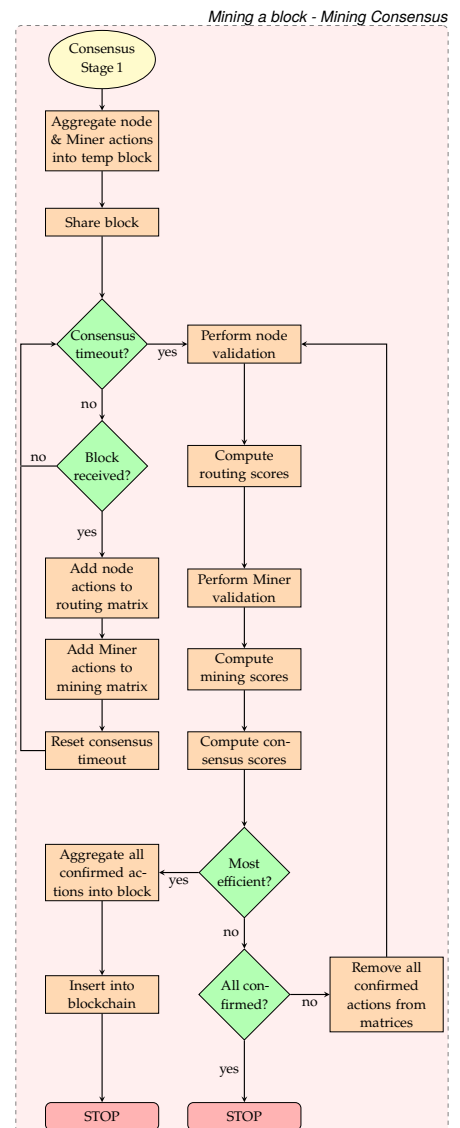 Mining a block - Mining Consensus
Consensus
Stage 1
Aggregate node
& Miner actions
into temp block
Share block
Consensus
timeout?
yes
Perform node
validation
no
Block
received?
no
Compute
routing scores
yes
Add node
actions to
routing matrix
Perform Miner
validation
Add Miner
actions to
mining matrix
Compute
mining scores
Reset consensus
timeout
Compute con-
sensus scores
Aggregate all
confirmed ac-
tions into block
yes
Most
efficient?
no
Insert into
blockchain
All con-
firmed?
no
Remove all
confirmed
actions from
matrices
yes
STOP
STOP